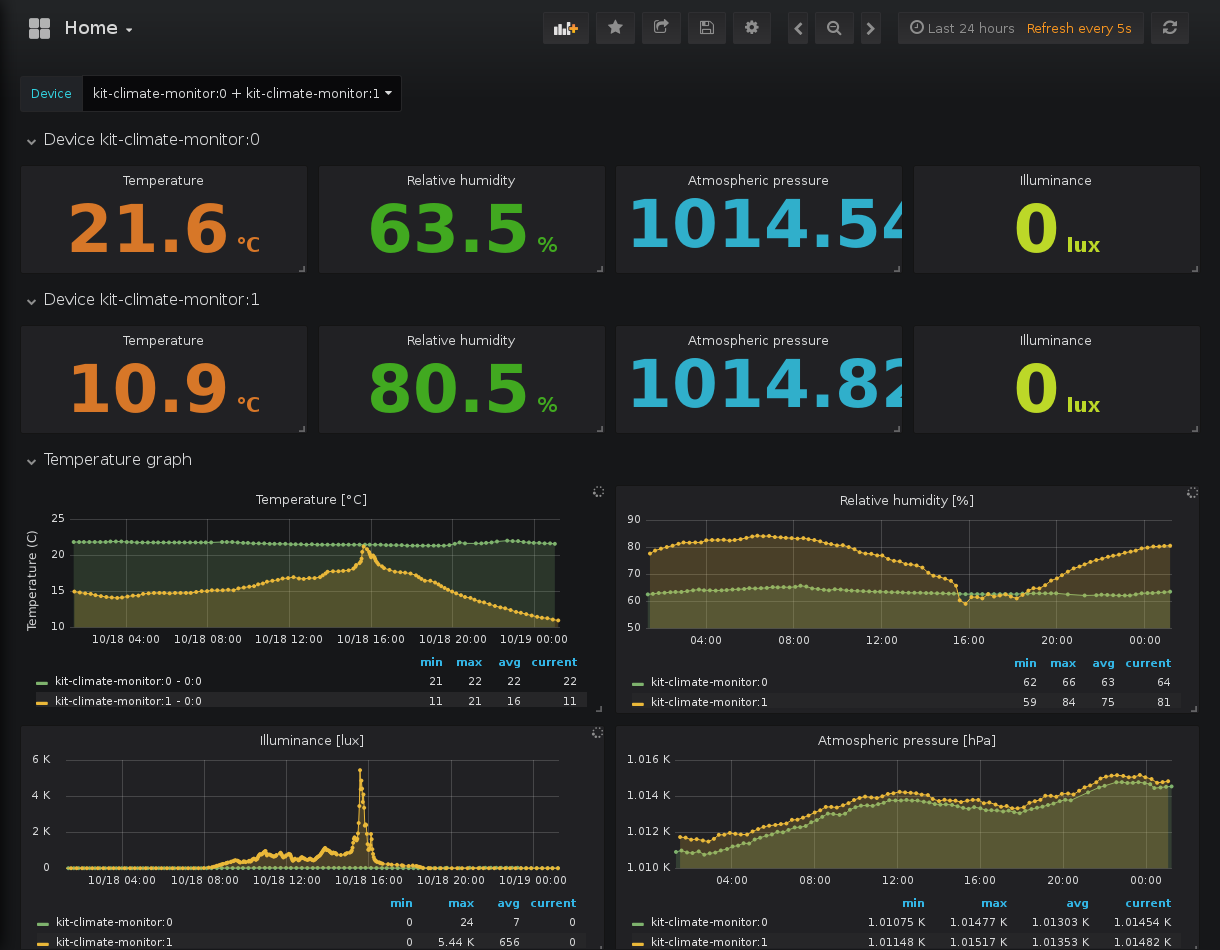 Home
Last 24 hours Refresh every 5s
Device kit-climate-monitor:0 + kit-climate-monitor:1
Device kit-climate-monitor:0
Temperature Relative humidity Atmospheric pressure Illuminance
21.6 °C 63.5 % 1014.54 0 lux
Device kit-climate-monitor:1
Temperature Relative humidity Atmospheric pressure Illuminance
10.9 °C 80.5 % 1014.82 0 lux
Temperature graph
Temperature [°C]
Temperature (C)
25
20
15
10
10/18 04:00 10/18 08:00 10/18 12:00 10/18 16:00 10/18 20:00 10/19 00:00
min max avg current
kit-climate-monitor:0 - 0:0 21 22 22 22
kit-climate-monitor:1 - 0:0 11 21 16 11
Relative humidity [%]
90
80
70
60
50
04:00 08:00 12:00 16:00 20:00 00:00
min max avg current
kit-climate-monitor:0 62 66 63 64
kit-climate-monitor:1 59 84 75 81
Illuminance [lux]
6 K
4 K
2 K
0
10/18 04:00 10/18 08:00 10/18 12:00 10/18 16:00 10/18 20:00 10/19 00:00
min max avg current
kit-climate-monitor:0 0 24 7 0
kit-climate-monitor:1 0 5.44 K 656 0
Atmospheric pressure [hPa]
1.016 K
1.014 K
1.012 K
1.010 K
04:00 08:00 12:00 16:00 20:00 00:00
min max avg current
kit-climate-monitor:0 1.01075 K 1.01477 K 1.01303 K 1.01454 K
kit-climate-monitor:1 1.01148 K 1.01517 K 1.01353 K 1.01482 K